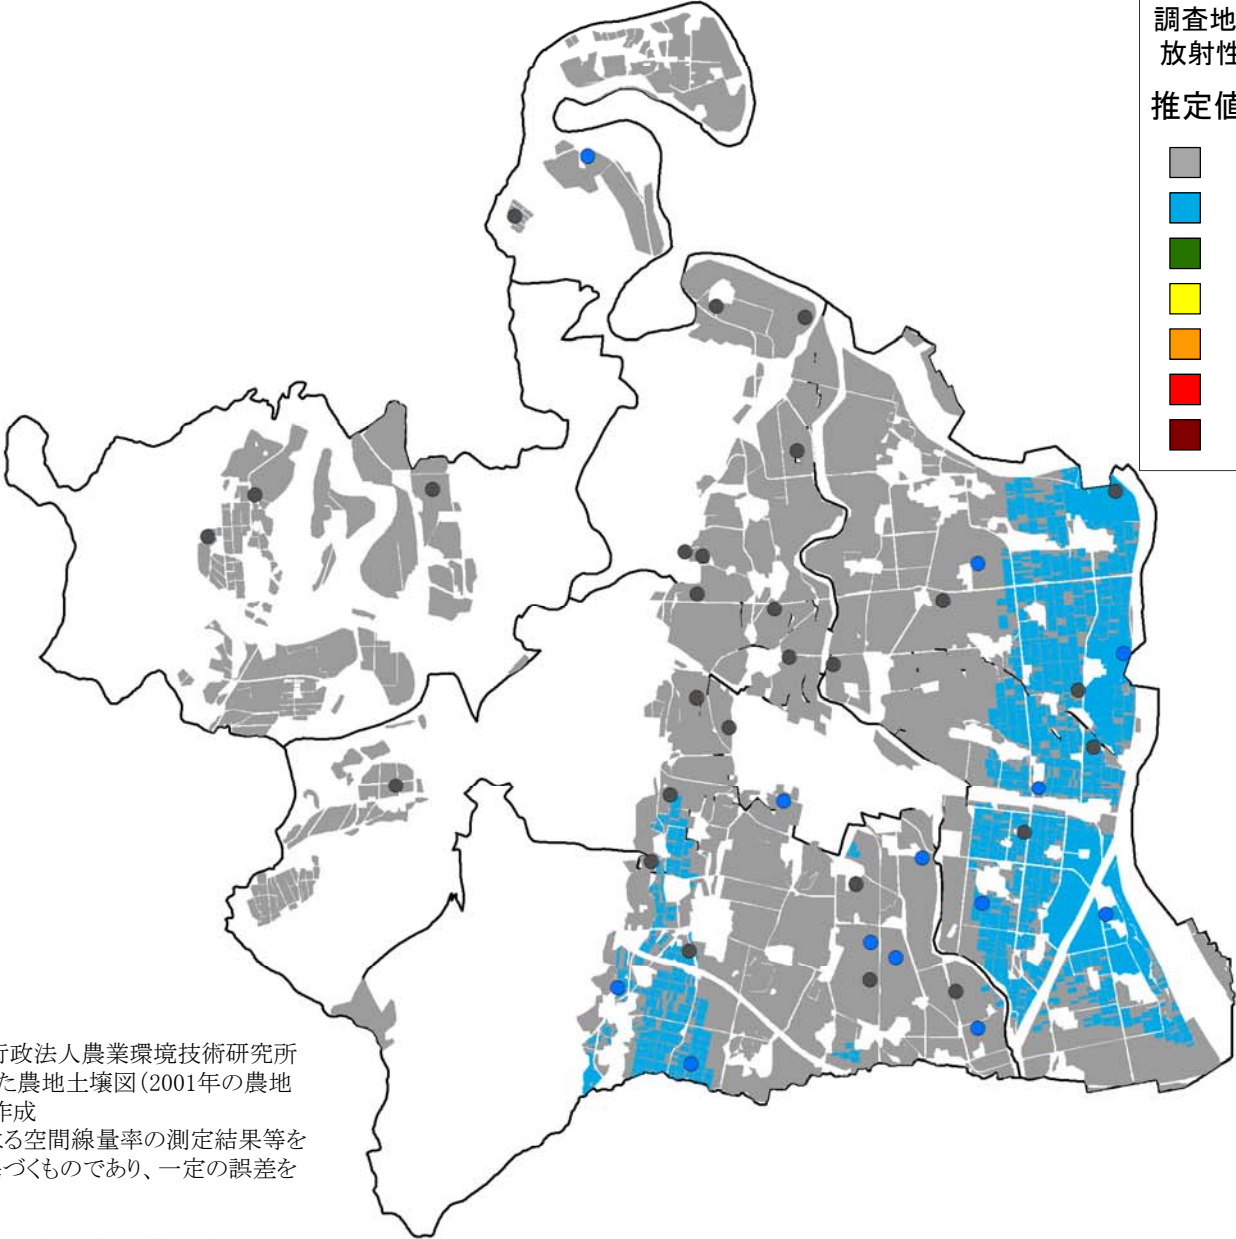 調査地
放射性
推定値
行政法人農業環境技術研究所
た農地土壌図(2001年の農地
作成
よる空間線量率の測定結果等を
基づくものであり、一定の誤差を